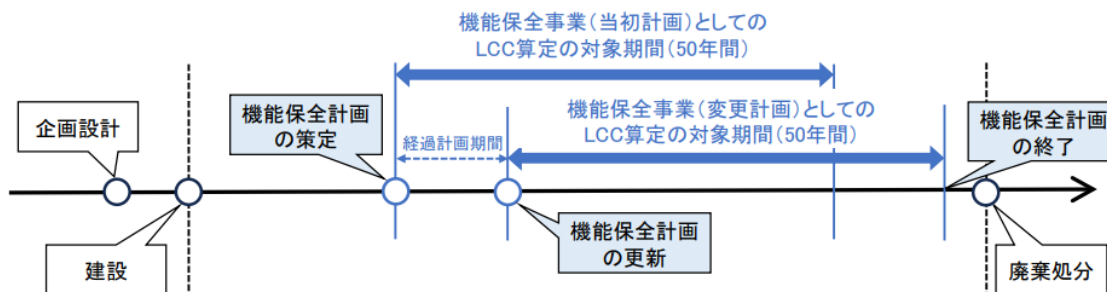 機能保全事業(当初計画)としての
LCC算定の対象期間(50年間)
企画設計
機能保全計画
の策定
経過計画期間
機能保全事業(変更計画)としての
LCC算定の対象期間(50年間)
機能保全計画
の終了
建設
機能保全計画
の更新
廃棄処分